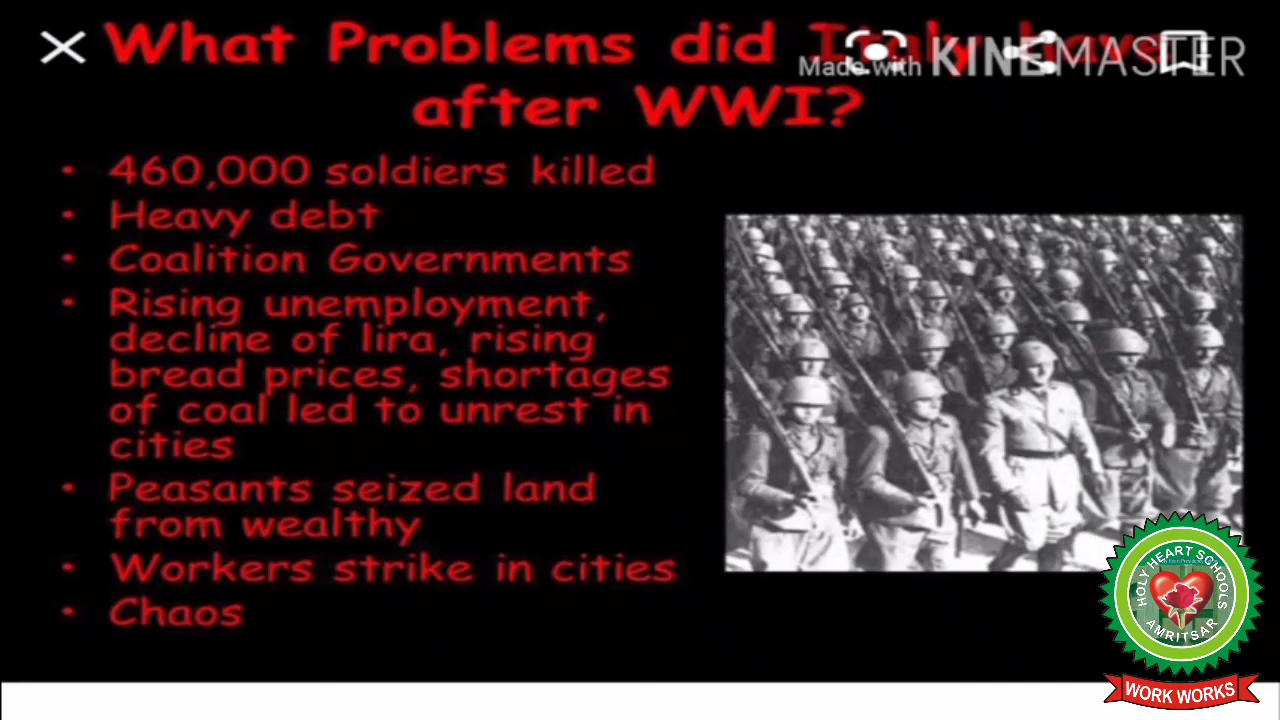 What Problems did Italy have
Made with KINEMASTER
after WWI?
• 460,000 soldiers killed
• Heavy debt
• Coalition Governments
• Rising unemployment,
decline of lira, rising
bread prices, shortages
of coal led to unrest in
cities
• Peasants seized land
from wealthy
• Workers strike in cities
• Chaos
HOLY HEART SCHOOLS
AMRITSAR
WORK WORKS